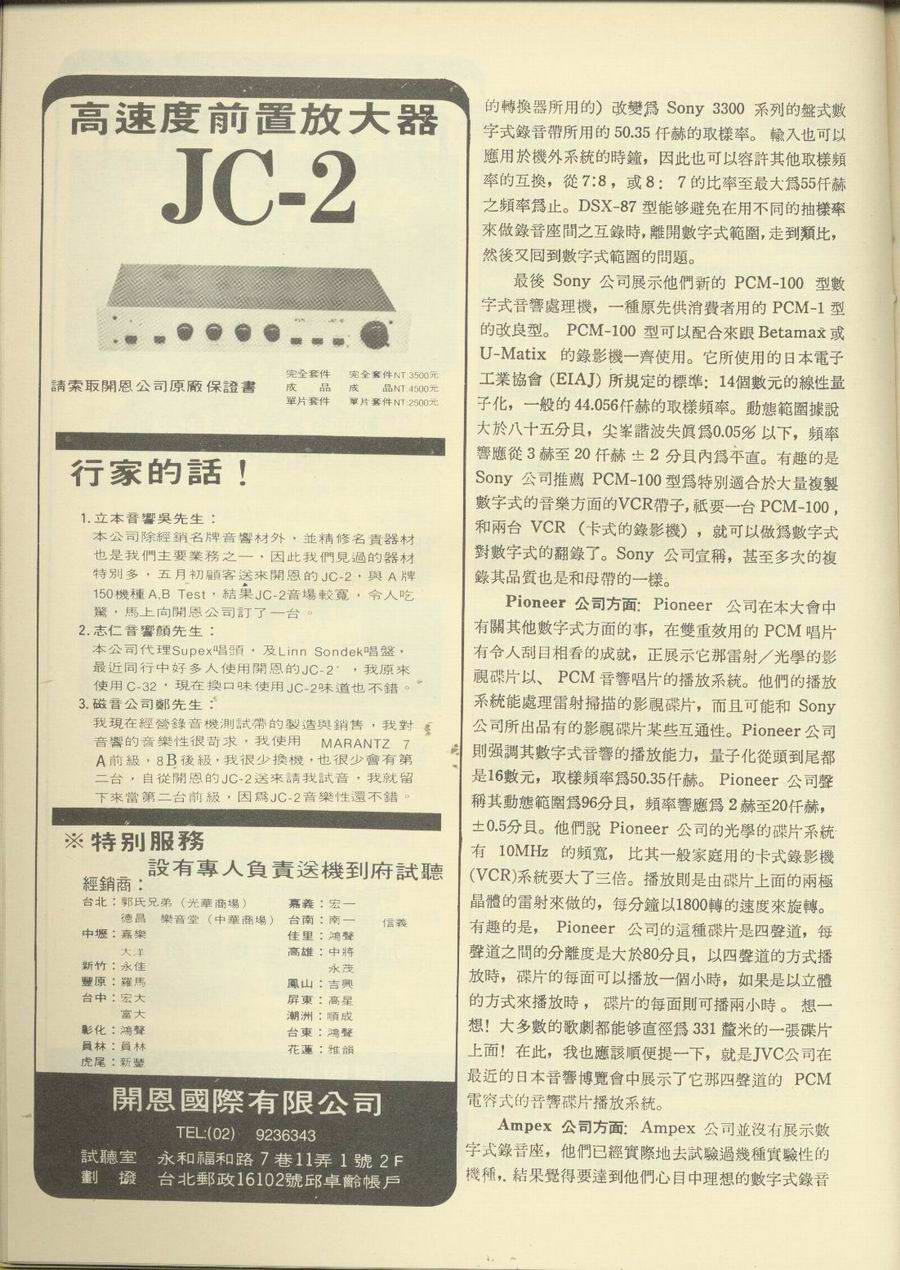 高速度前置放大器
JC-2
請索取開恩公司原廠保證書
完全套件 完全套件NT 3500元
成品 成品NT 4500元
單片套件 單片套件NT 2500元
行家的話！
1.立本音響吳先生：
本公司除經銷名牌音響材外，並精修名貴器材
也是我們主要業務之一，因此我們見過的器材
特別多，五月初顧客送來開恩的JC-2，與A牌
150機種A,B Test，結果JC-2音場較寬，令人吃
驚，馬上向開恩公司訂了一台。
2.志仁音響顏先生：
本公司代理Supex唱頭，及Linn Sondek唱盤，
最近同行中好多人使用開恩的JC-2，我原來
使用C-32，現在換口味使用JC-2味道也不錯。
3.磁音公司鄭先生：
我現在經營錄音機測試帶的製造與銷售，我對
音響的音樂性很苛求，我使用 MARANTZ 7
A前級，8B後級，我很少換機，也很少會有第
二台，自從開恩的JC-2送來請我試音，我就留
下來當第二台前級，因爲JC-2音樂性還不錯。
※特別服務
設有專人負責送機到府試聽
經銷商：
台北：郭氏兄弟（光華商場）
德昌 樂音堂（中華商場）
中壢：嘉樂
大洋
新竹：永佳
豐原：羅馬
台中：宏大
富大
彰化：鴻聲
員林：員林
虎尾：新豐
嘉義：宏一
台南：南一 信義
佳里：鴻聲
高雄：中將
永茂
鳳山：吉興
屏東：高星
潮洲：順成
台東：鴻聲
花蓮：雅韻
開恩國際有限公司
TEL:(02) 9236343
試聽室 永和福和路7巷11弄1號2F
劃撥 台北郵政16102號邱卓齡帳戶
的轉換器所用的）改變爲 Sony 3300 系列的盤式數
字式錄音帶所用的 50.35 仟赫的取樣率。 輸入也可以
應用於機外系統的時鐘，因此也可以容許其他取樣頻
率的互換，從 7:8 ，或 8： 7 的比率至最大爲55仟赫
之頻率爲止。DSX-87 型能够避免在用不同的抽樣率
來做錄音座間之互錄時，離開數字式範圍，走到類比，
然後又回到數字式範圍的問題。
最後 Sony 公司展示他們新的 PCM-100 型數
字式音響處理機，一種原先供消費者用的 PCM-1 型
的改良型。 PCM-100 型可以配合來跟 Betamax 或
U-Matix 的錄影機一齊使用。它所使用的日本電子
工業協會 (EIAJ) 所規定的標準：14個數元的線性量
子化，一般的 44.056仟赫的取樣頻率。動態範圍據說
大於八十五分貝，尖峯諧波失眞爲0.05% 以下，頻率
響應從 3 赫至 20 仟赫 ± 2 分貝內爲平直。有趣的是
Sony 公司推薦 PCM-100 型爲特別適合於大量複製
數字式的音樂方面的VCR帶子，祇要一台 PCM-100，
和兩台 VCR （卡式的錄影機），就可以做爲數字式
對數字式的翻錄了。Sony 公司宣稱，甚至多次的複
錄其品質也是和母帶的一樣。
Pioneer 公司方面：Pioneer 公司在本大會中
有關其他數字式方面的事，在雙重效用的 PCM 唱片
有令人刮目相看的成就，正展示它那雷射／光學的影
視碟片以、 PCM 音響唱片的播放系統。他們的播放
系統能處理雷射掃描的影視碟片，而且可能和 Sony
公司所出品有的影視碟片某些互通性。Pioneer 公司
則强調其數字式音響的播放能力，量子化從頭到尾都
是16數元，取樣頻率爲50.35仟赫。 Pioneer 公司聲
稱其動態範圍爲96分貝，頻率響應爲 2 赫至20仟赫，
±0.5分貝。他們說 Pioneer 公司的光學的碟片系統
有 10MHz 的頻寬， 比其一般家庭用的卡式錄影機
(VCR)系統要大了三倍。播放則是由碟片上面的兩極
晶體的雷射來做的，每分鐘以1800轉的速度來旋轉。
有趣的是， Pioneer 公司的這種碟片是四聲道，每
聲道之間的分離度是大於80分貝，以四聲道的方式播
放時，碟片的每面可以播放一個小時，如果是以立體
的方式來播放時，碟片的每面則可播兩小時。 想一
想！大多數的歌劇都能够直徑爲 331 釐米的一張碟片
上面！在此，我也應該順便提一下，就是JVC公司在
最近的日本音響博覽會中展示了它那四聲道的 PCM
電容式的音響碟片播放系統。
Ampex 公司方面：Ampex 公司並沒有展示數
字式錄音座，他們已經實際地去試驗過幾種實驗性的
機種，結果覺得要達到他們心目中理想的數字式錄音